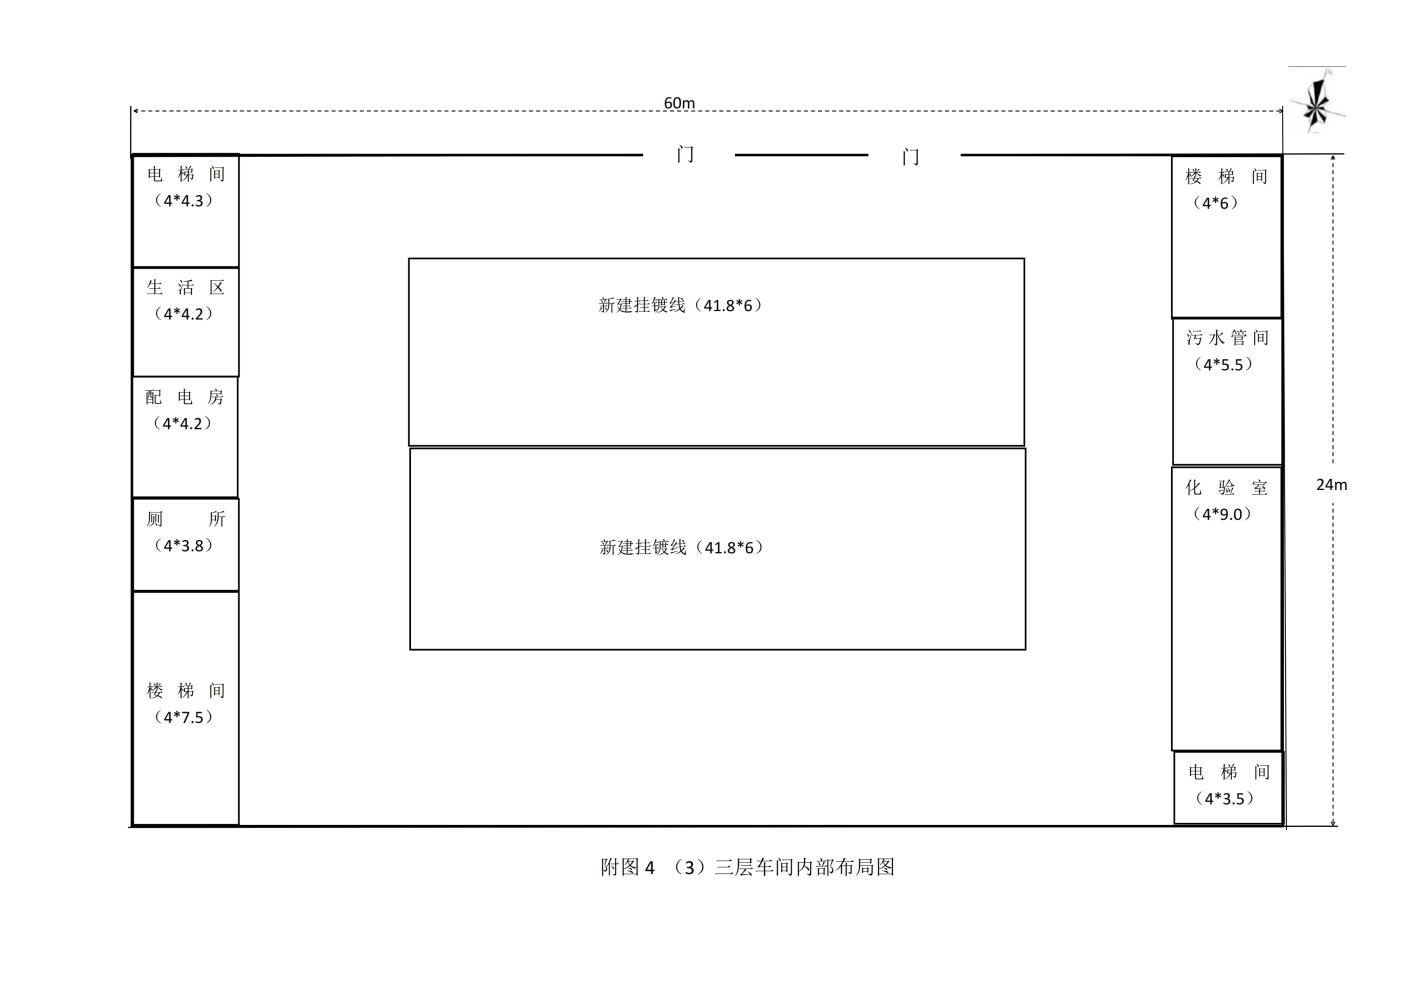 60m
门
门
电梯间
（4*4.3）
生活区
（4*4.2）
配电房
（4*4.2）
厕所
（4*3.8）
楼梯间
（4*7.5）
新建挂镀线（41.8*6）
新建挂镀线（41.8*6）
楼梯间
（4*6）
污水管间
（4*5.5）
化验室
（4*9.0）
电梯间
（4*3.5）
24m
附图 4 （3）三层车间内部布局图